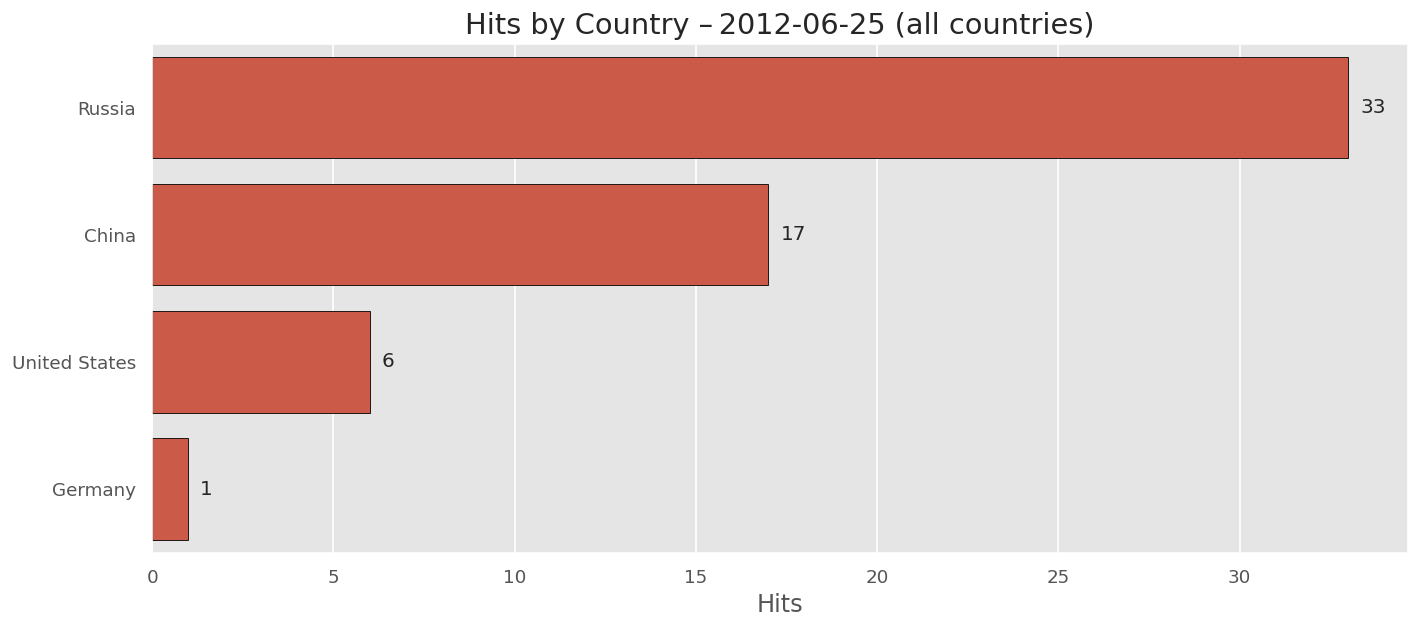 Hits by Country – 2012-06-25 (all countries)
Russia
33
China
17
United States
6
Germany
1
0 5 10 15 20 25 30
Hits